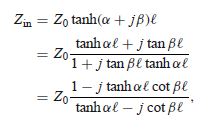 Z_in = Z_0 tanh(α + jβ)ℓ
= Z_0 (tanh αℓ + j tan βℓ) / (1 + j tan βℓ tanh αℓ)
= Z_0 (1 − j tanh αℓ cot βℓ) / (tanh αℓ − j cot βℓ),